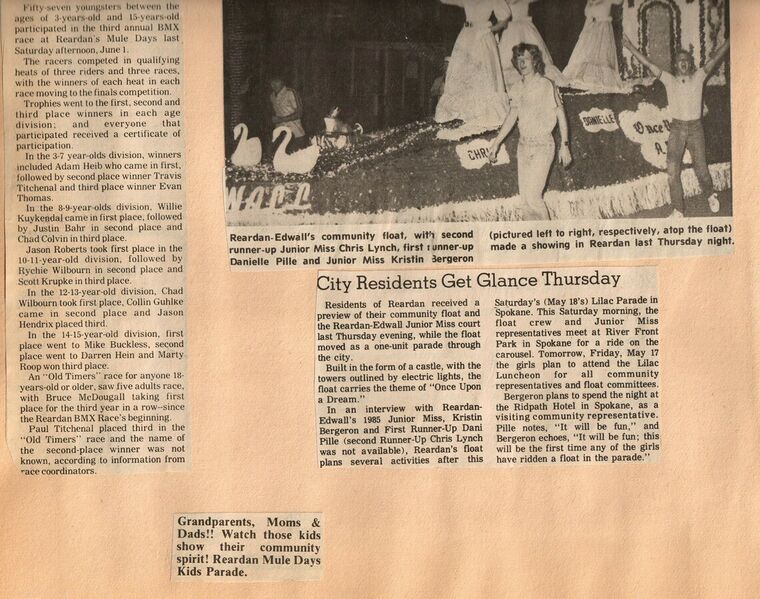 Fifty-seven youngsters between the
ages of 3-years-old and 15-years-old
participated in the third annual BMX
race at Reardan's Mule Days last
Saturday afternoon, June 1.
The racers competed in qualifying
heats of three riders and three races,
with the winners of each heat in each
race moving to the finals competition.
Trophies went to the first, second and
third place winners in each age
division; and everyone that
participated received a certificate of
participation.
In the 3-7 year-olds division, winners
included Adam Heib who came in first,
followed by second place winner Travis
Titchenal and third place winner Evan
Thomas.
In the 8-9-year-olds division, Willie
Kuykendal came in first place, followed
by Justin Bahr in second place and
Chad Colvin in third place.
Jason Roberts took first place in the
10-11-year-old division, followed by
Rychie Wilbourn in second place and
Scott Krupke in third place.
In the 12-13-year-old division, Chad
Wilbourn took first place, Collin Guhlke
came in second place and Jason
Hendrix placed third.
In the 14-15-year-old division, first
place went to Mike Buckless, second
place went to Darren Hein and Marty
Roop won third place.
An "Old Timers" race for anyone 18-
years-old or older, saw five adults race,
with Bruce McDougall taking first
place for the third year in a row—since
the Reardan BMX Race's beginning.
Paul Titchenal placed third in the
"Old Timers" race and the name of
the second-place winner was not
known, according to information from
race coordinators.
CHRI
DANIELLE
Once
A
Reardan-Edwall's community float, with second
runner-up Junior Miss Chris Lynch, first runner-up
Danielle Pille and Junior Miss Kristin Bergeron
(pictured left to right, respectively, atop the float)
made a showing in Reardan last Thursday night.
City Residents Get Glance Thursday
Residents of Reardan received a
preview of their community float and
the Reardan-Edwall Junior Miss court
last Thursday evening, while the float
moved as a one-unit parade through
the city.
Built in the form of a castle, with the
towers outlined by electric lights, the
float carries the theme of "Once Upon
a Dream."
In an interview with Reardan-
Edwall's 1985 Junior Miss, Kristin
Bergeron and First Runner-Up Dani
Pille (second Runner-Up Chris Lynch
was not available), Reardan's float
plans several activities after this
Saturday's (May 18's) Lilac Parade in
Spokane. This Saturday morning, the
float crew and Junior Miss
representatives meet at River Front
Park in Spokane for a ride on the
carousel. Tomorrow, Friday, May 17
the girls plan to attend the Lilac
Luncheon for all community
representatives and float committees.
Bergeron plans to spend the night at
the Ridpath Hotel in Spokane, as a
visiting community representative.
Pille notes, "It will be fun," and
Bergeron echoes, "It will be fun; this
will be the first time any of the girls
have ridden a float in the parade."
Grandparents, Moms &
Dads!! Watch those kids
show their community
spirit! Reardan Mule Days
Kids Parade.